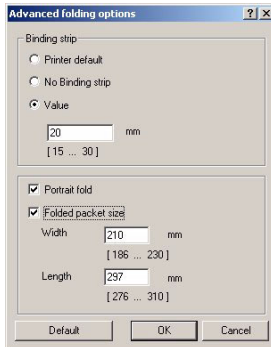 Advanced folding options
Binding strip
Printer default
No Binding strip
Value
20 mm
[ 15 ... 30 ]
Portrait fold
Folded packet size
Width 210 mm
[ 186 ... 230 ]
Length 297 mm
[ 276 ... 310 ]
Default OK Cancel